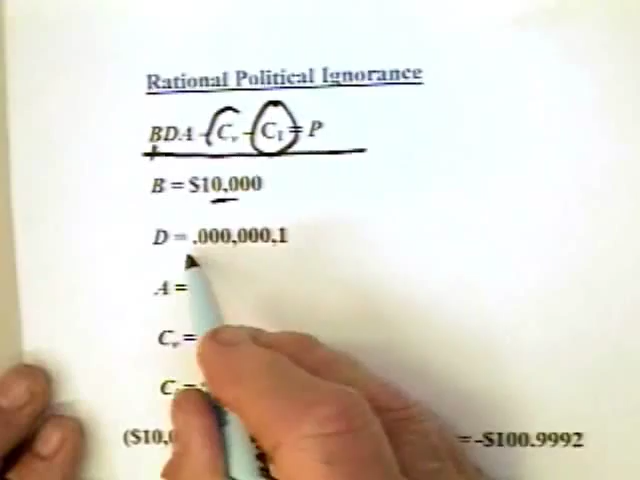 Rational Political Ignorance
BDA - Cv - CI = P
B = $10,000
D = .000,000,1
A =
Cv =
C =
($10,0 = -$100.9992